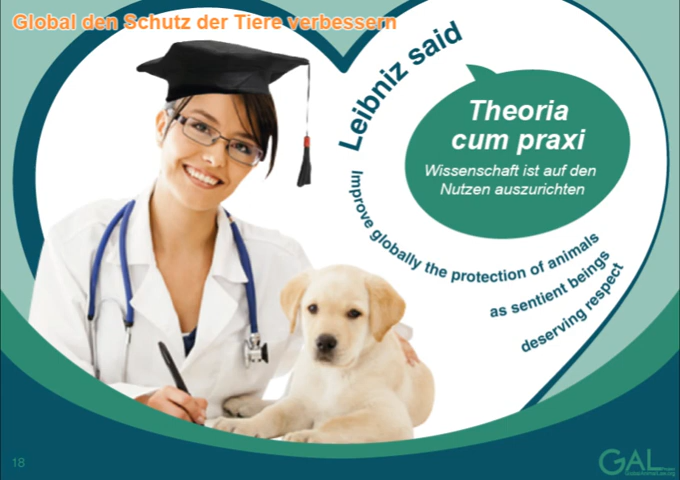 Global den Schutz der Tiere verbessern
Leibniz said
Theoria
cum praxi
Wissenschaft ist auf den
Nutzen auszurichten
Improve globally the protection of animals
as sentient beings
deserving respect
18
GAL